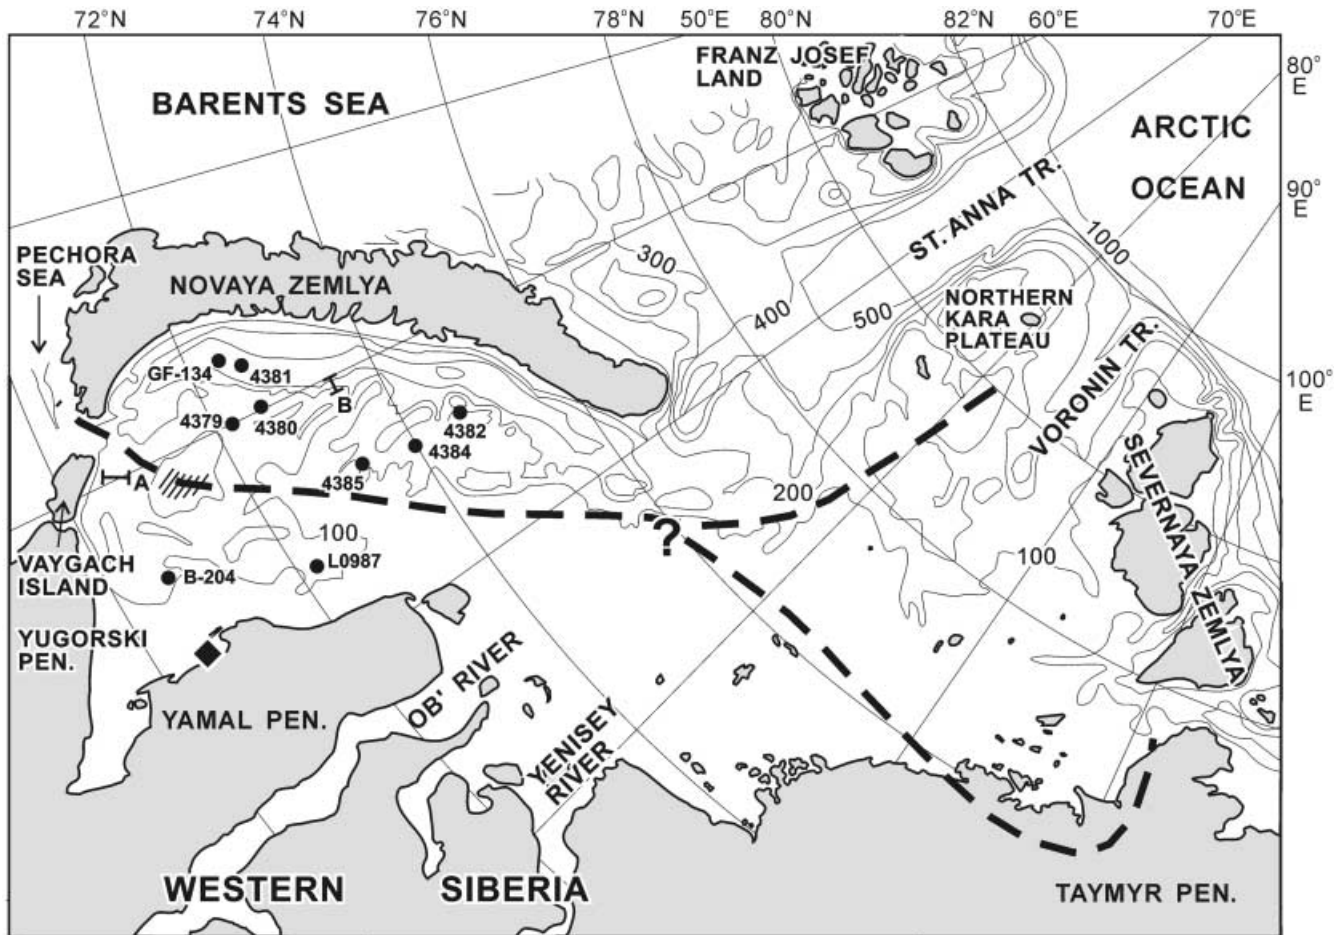 72°N
74°N
76°N
78°N
50°E
80°N
82°N
60°E
70°E
80°
E
90°
E
100°
E
FRANZ JOSEF
LAND
BARENTS SEA
ARCTIC
OCEAN
ST. ANNA TR.
PECHORA
SEA
NOVAYA ZEMLYA
300
400
500
1000
NORTHERN
KARA
PLATEAU
VORONIN TR.
GF-134
4381
B
4379
4380
4382
4384
4385
A
200
?
SEVERNAYA ZEMLYA
100
100
L0987
B-204
VAYGACH
ISLAND
YUGORSKI
PEN.
YAMAL PEN.
OB' RIVER
YENISEY
RIVER
WESTERN SIBERIA
TAYMYR PEN.